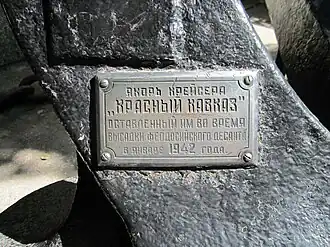 ЯКОРЬ КРЕЙСЕРА
„КРАСНЫЙ КАВКАЗ"
ОСТАВЛЕННЫЙ ИМ ВО ВРЕМЯ
ВЫСАДКИ ФЕОДОСИЙСКОГО ДЕСАНТА
В ЯНВАРЕ 1942 ГОДА.